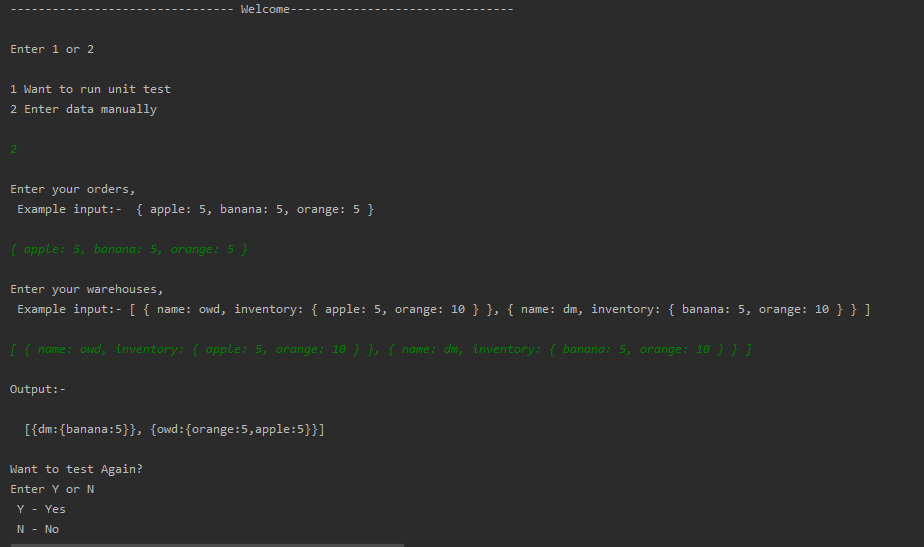 -------------------------------- Welcome--------------------------------
Enter 1 or 2
1 Want to run unit test
2 Enter data manually
2
Enter your orders,
Example input:-  { apple: 5, banana: 5, orange: 5 }
{ apple: 5, banana: 5, orange: 5 }
Enter your warehouses,
Example input:- [ { name: owd, inventory: { apple: 5, orange: 10 } }, { name: dm, inventory: { banana: 5, orange: 10 } } ]
[ { name: owd, inventory: { apple: 5, orange: 10 } }, { name: dm, inventory: { banana: 5, orange: 10 } } ]
Output:-
[{dm:{banana:5}}, {owd:{orange:5,apple:5}}]
Want to test Again?
Enter Y or N
Y - Yes
N - No